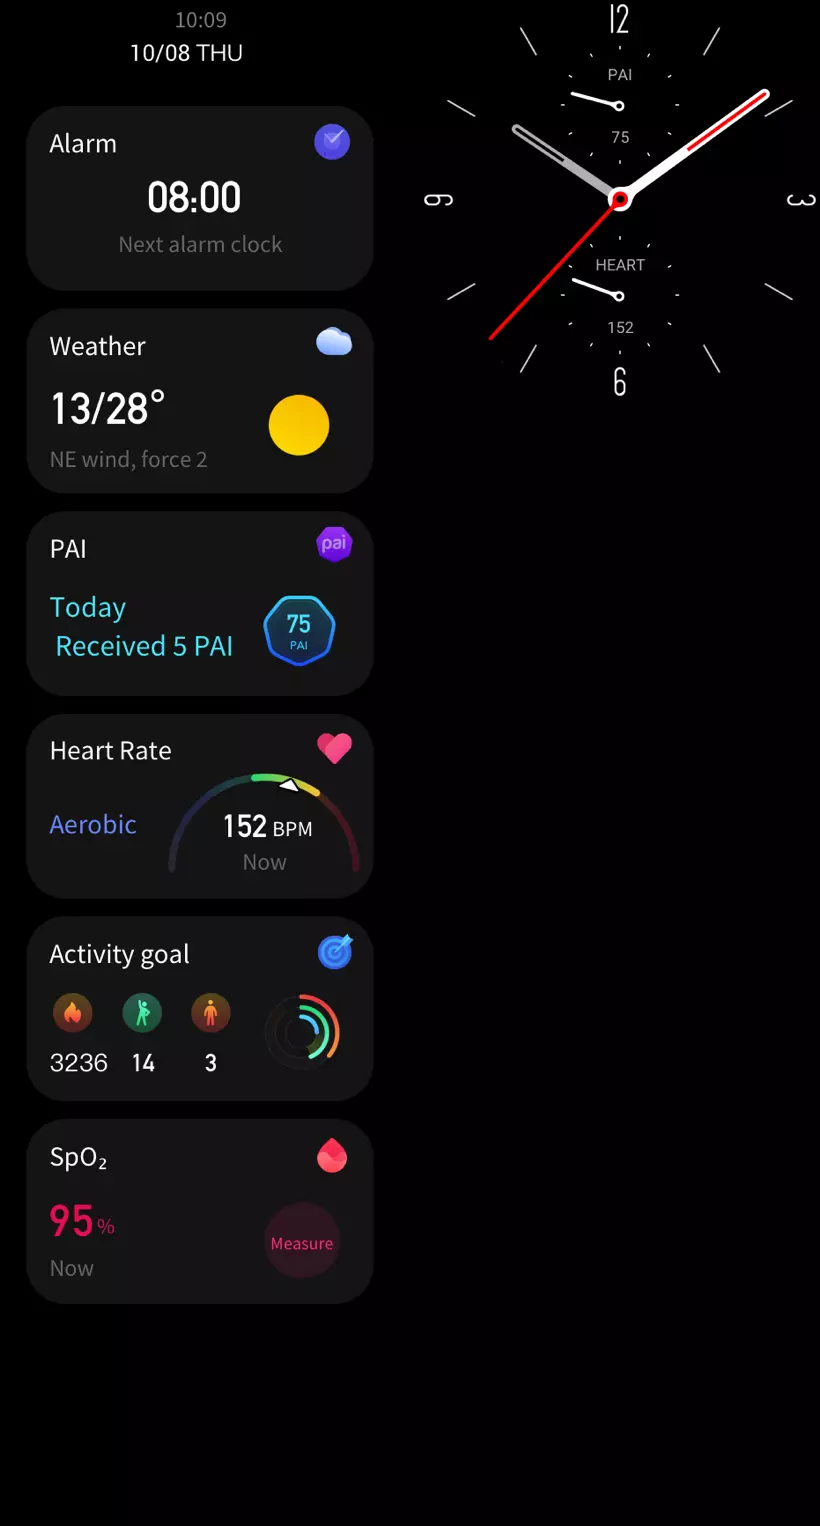 10:09
10/08 THU
Alarm
08:00
Next alarm clock
Weather
13/28°
NE wind, force 2
PAI
pai
Today
Received 5 PAI
75
PAI
Heart Rate
Aerobic
152 BPM
Now
Activity goal
3236 14 3
SpO₂
95%
Measure
Now
12
PAI
75
9
3
HEART
152
6